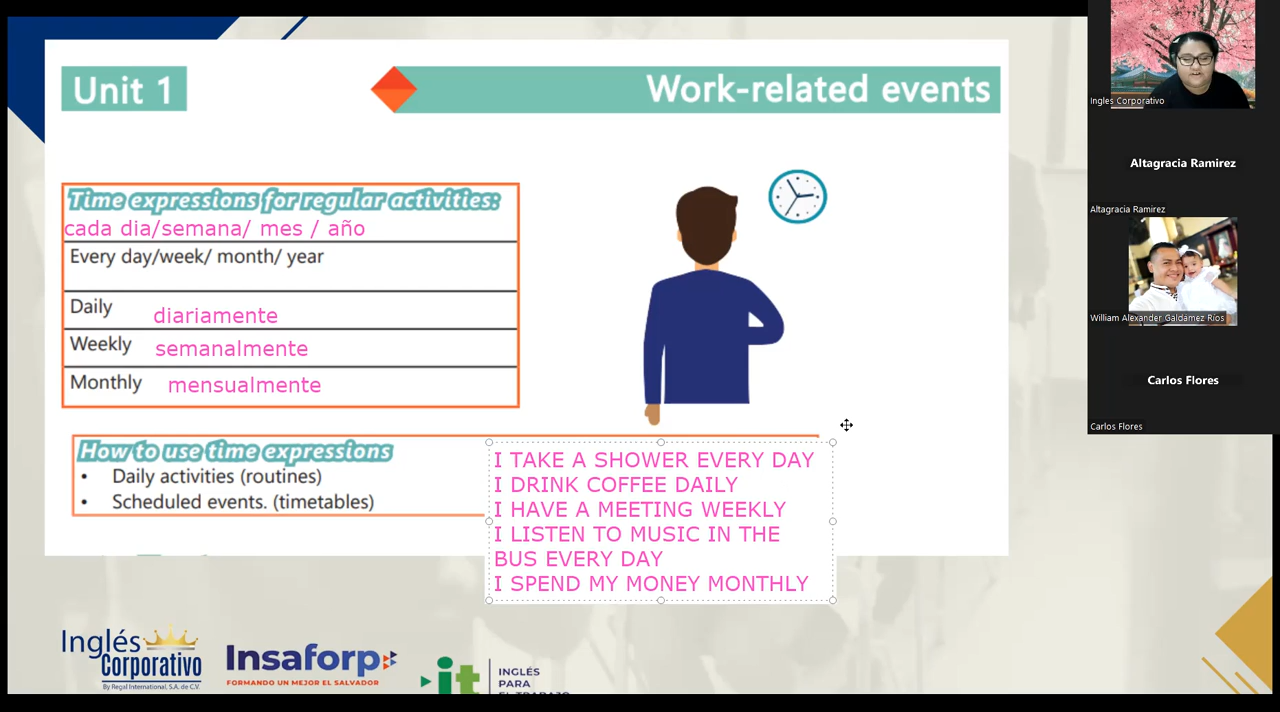 Unit 1
Work-related events
Time expressions for regular activities:
cada dia/semana/ mes / año
Every day/week/ month/ year
Daily diariamente
Weekly semanalmente
Monthly mensualmente
How to use time expressions
• Daily activities (routines)
• Scheduled events. (timetables)
I TAKE A SHOWER EVERY DAY
I DRINK COFFEE DAILY
I HAVE A MEETING WEEKLY
I LISTEN TO MUSIC IN THE
BUS EVERY DAY
I SPEND MY MONEY MONTHLY
Inglés
Corporativo
By Regal International, S.A. de C.V.
Insaforp
FORMANDO UN MEJOR EL SALVADOR
it
INGLÉS
PARA
EL TRABAJO
Ingles Corporativo
Altagracia Ramirez
Altagracia Ramirez
William Alexander Galdamez Rios
Carlos Flores
Carlos Flores